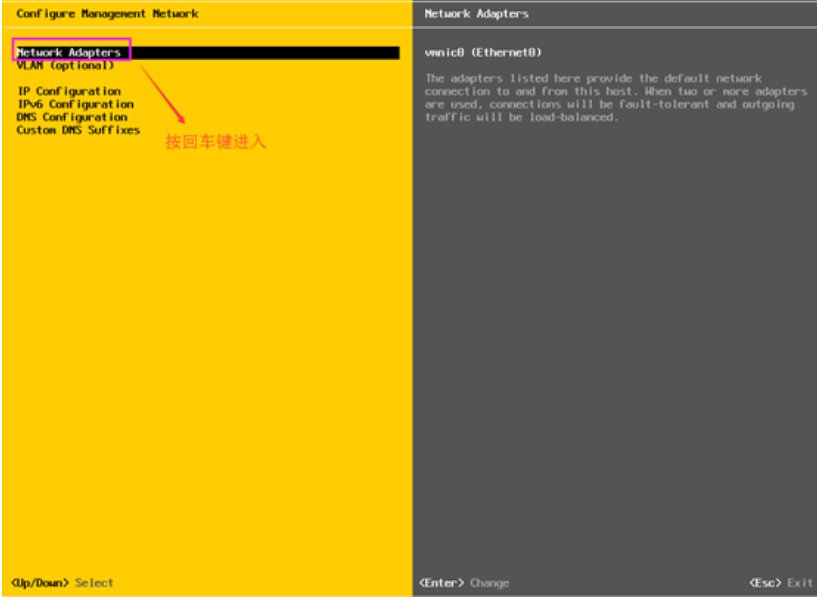 Configure Management Network
Network Adapters
Network Adapters
VLAN (optional)
IP Configuration
IPv6 Configuration
DNS Configuration
Custom DNS Suffixes
按回车键进入
vmnic0 (Ethernet0)
The adapters listed here provide the default network
connection to and from this host. When two or more adapters
are used, connections will be fault-tolerant and outgoing
traffic will be load-balanced.
<Up/Down> Select
<Enter> Change
<Esc> Exit